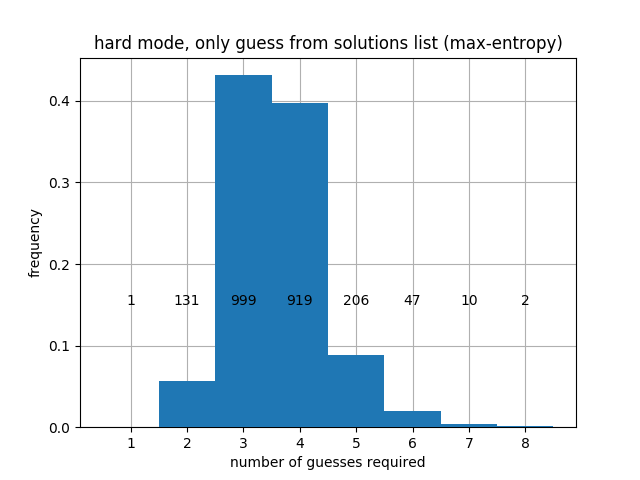 hard mode, only guess from solutions list (max-entropy)
0.4
0.3
0.2
0.1
0.0
frequency
1 131 999 919 206 47 10 2
1 2 3 4 5 6 7 8
number of guesses required